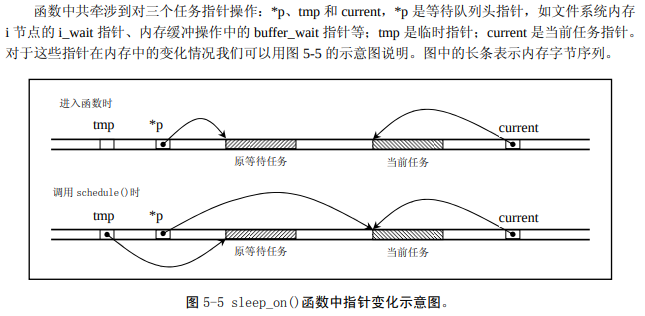 函数中共牵涉到对三个任务指针操作：*p、tmp 和 current，*p 是等待队列头指针，如文件系统内存
i 节点的 i_wait 指针、内存缓冲操作中的 buffer_wait 指针等；tmp 是临时指针；current 是当前任务指针。
对于这些指针在内存中的变化情况我们可以用图 5-5 的示意图说明。图中的长条表示内存字节序列。
进入函数时
tmp *p current
原等待任务 当前任务
调用 schedule()时
tmp *p current
原等待任务 当前任务
图 5-5 sleep_on()函数中指针变化示意图。